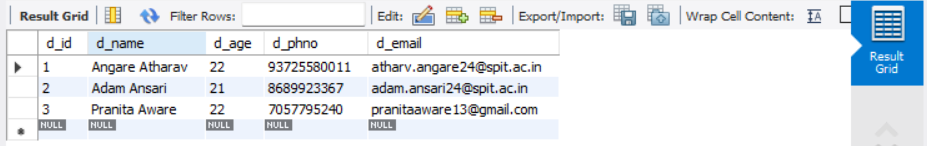 Result Grid Filter Rows: Edit: Export/Import: Wrap Cell Content: IA
d_id d_name d_age d_phno d_email
1 Angare Atharav 22 93725580011 atharv.angare24@spit.ac.in
2 Adam Ansari 21 8689923367 adam.ansari24@spit.ac.in
3 Pranita Aware 22 7057795240 pranitaaware13@gmail.com
NULL NULL NULL NULL NULL
Result
Grid